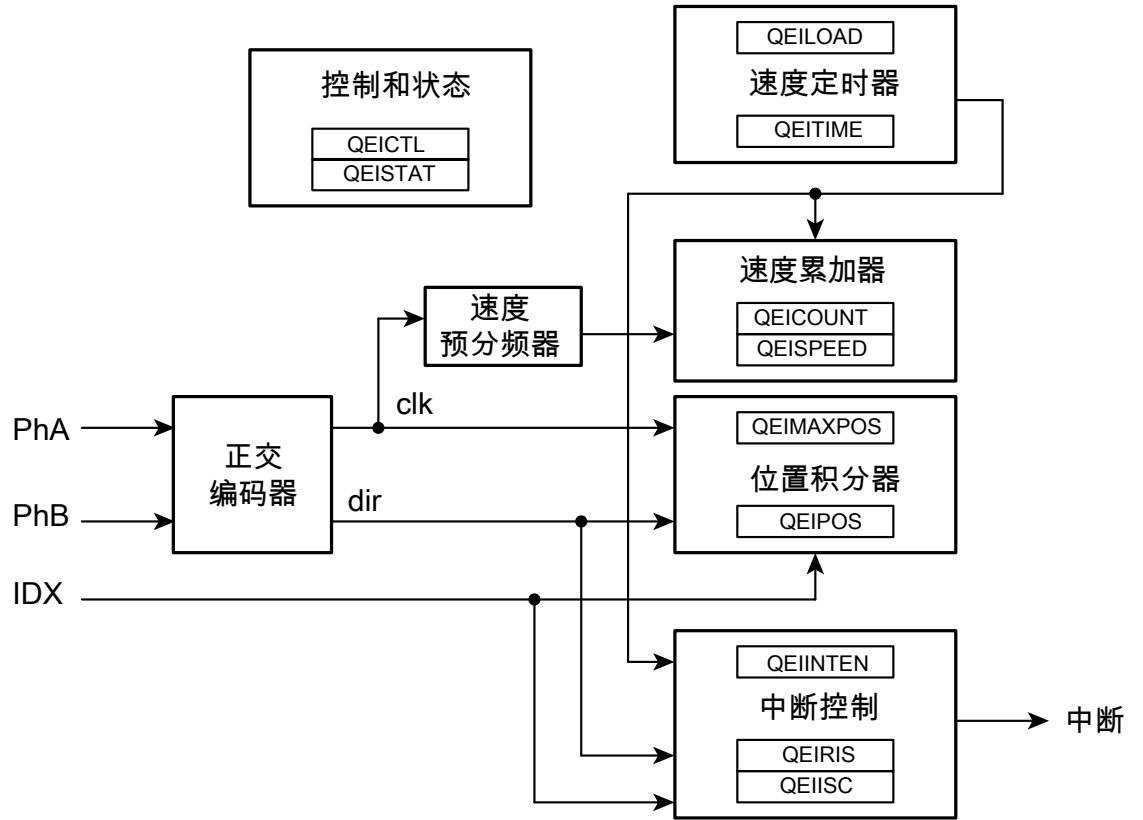 QEILOAD
速度定时器
QEITIME
控制和状态
QEICTL
QEISTAT
速度累加器
QEICOUNT
QEISPEED
速度
预分频器
clk
PhA
QEIMAXPOS
正交
编码器
位置积分器
dir
PhB
QEIPOS
IDX
QEIINTEN
中断控制
中断
QEIRIS
QEIISC